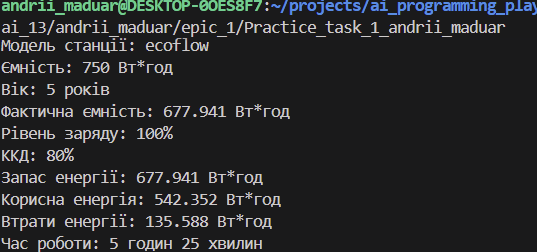 andrii_maduar@DESKTOP-0OES8F7:~/projects/ai_programming_play
ai_13/andrii_maduar/epic_1/Practice_task_1_andrii_maduar
Модель станції: ecoflow
Ємність: 750 Вт*год
Вік: 5 років
Фактична ємність: 677.941 Вт*год
Рівень заряду: 100%
ККД: 80%
Запас енергії: 677.941 Вт*год
Корисна енергія: 542.352 Вт*год
Втрати енергії: 135.588 Вт*год
Час роботи: 5 годин 25 хвилин